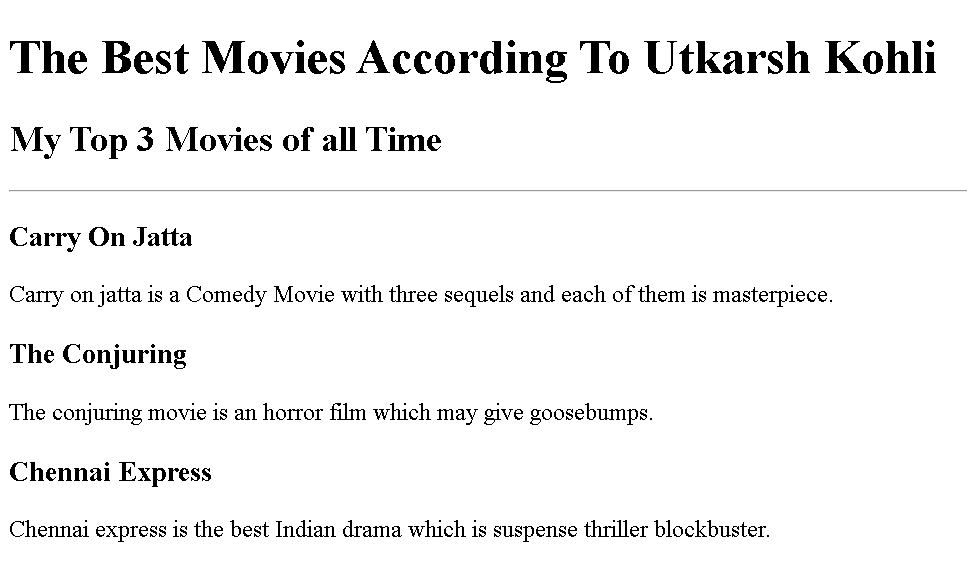 The Best Movies According To Utkarsh Kohli
My Top 3 Movies of all Time
Carry On Jatta
Carry on jatta is a Comedy Movie with three sequels and each of them is masterpiece.
The Conjuring
The conjuring movie is an horror film which may give goosebumps.
Chennai Express
Chennai express is the best Indian drama which is suspense thriller blockbuster.